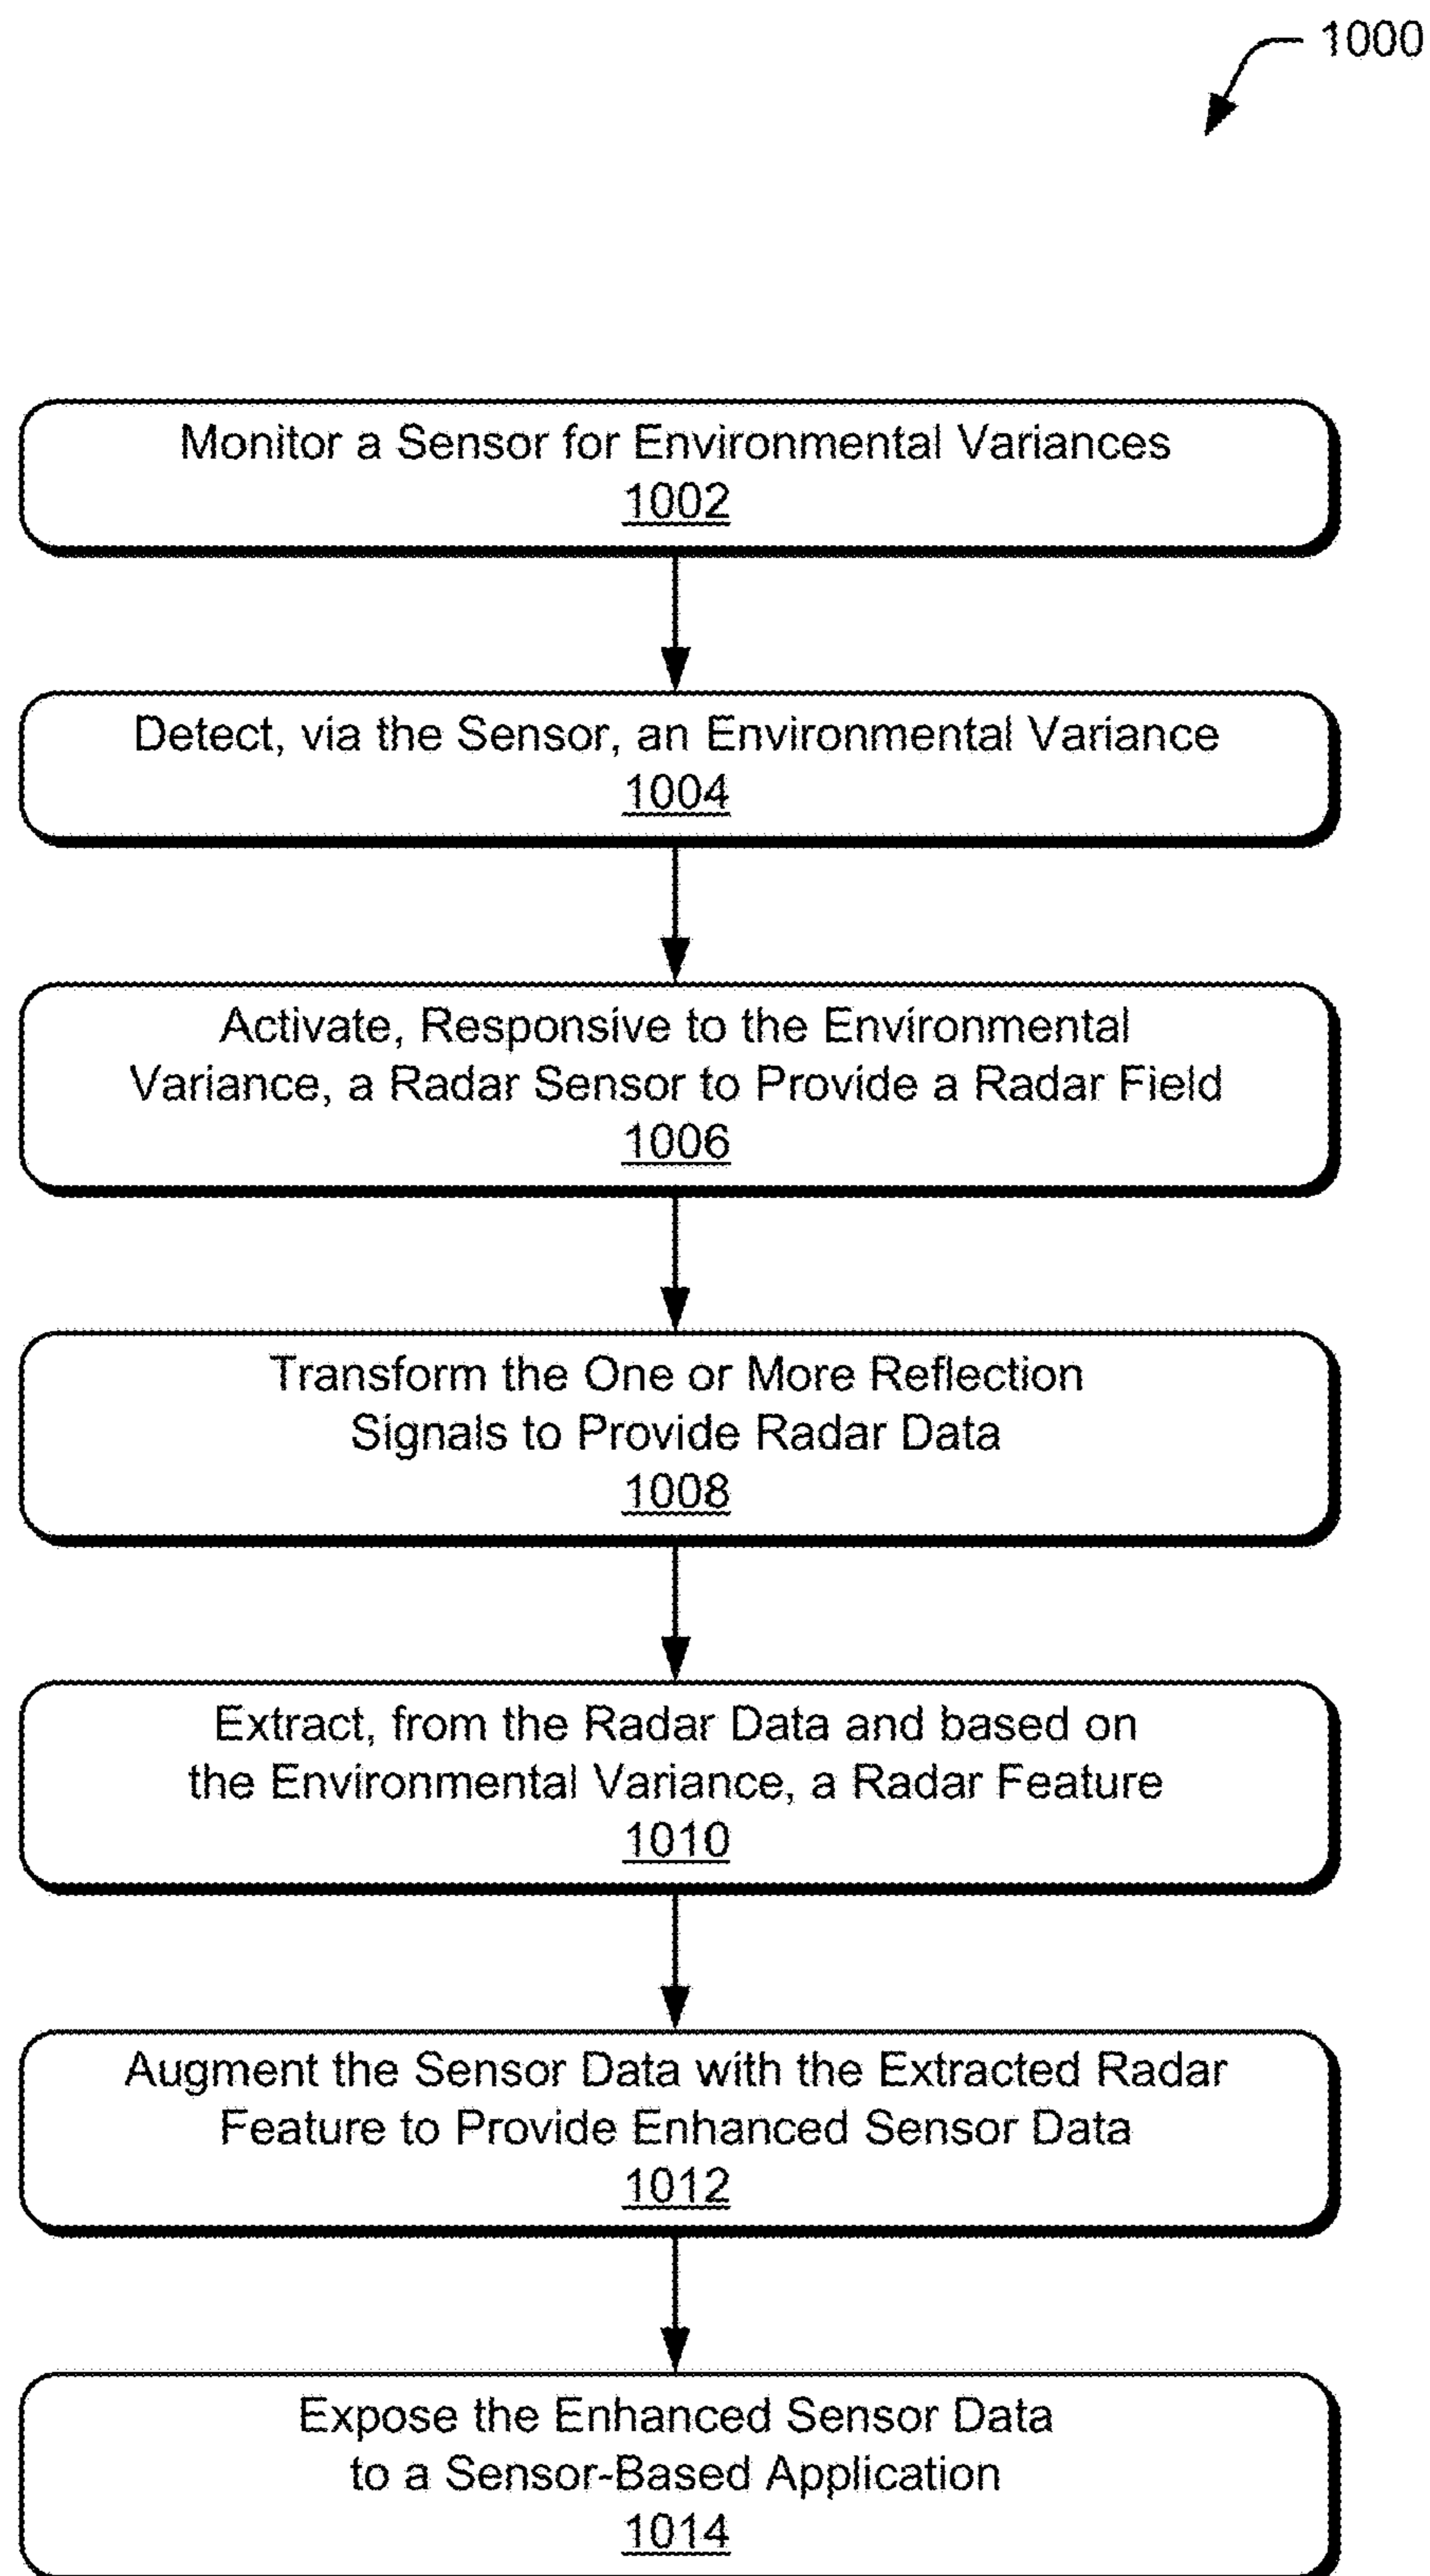 1000
Monitor a Sensor for Environmental Variances
1002
Detect, via the Sensor, an Environmental Variance
1004
Activate, Responsive to the Environmental
Variance, a Radar Sensor to Provide a Radar Field
1006
Transform the One or More Reflection
Signals to Provide Radar Data
1008
Extract, from the Radar Data and based on
the Environmental Variance, a Radar Feature
1010
Augment the Sensor Data with the Extracted Radar
Feature to Provide Enhanced Sensor Data
1012
Expose the Enhanced Sensor Data
to a Sensor-Based Application
1014